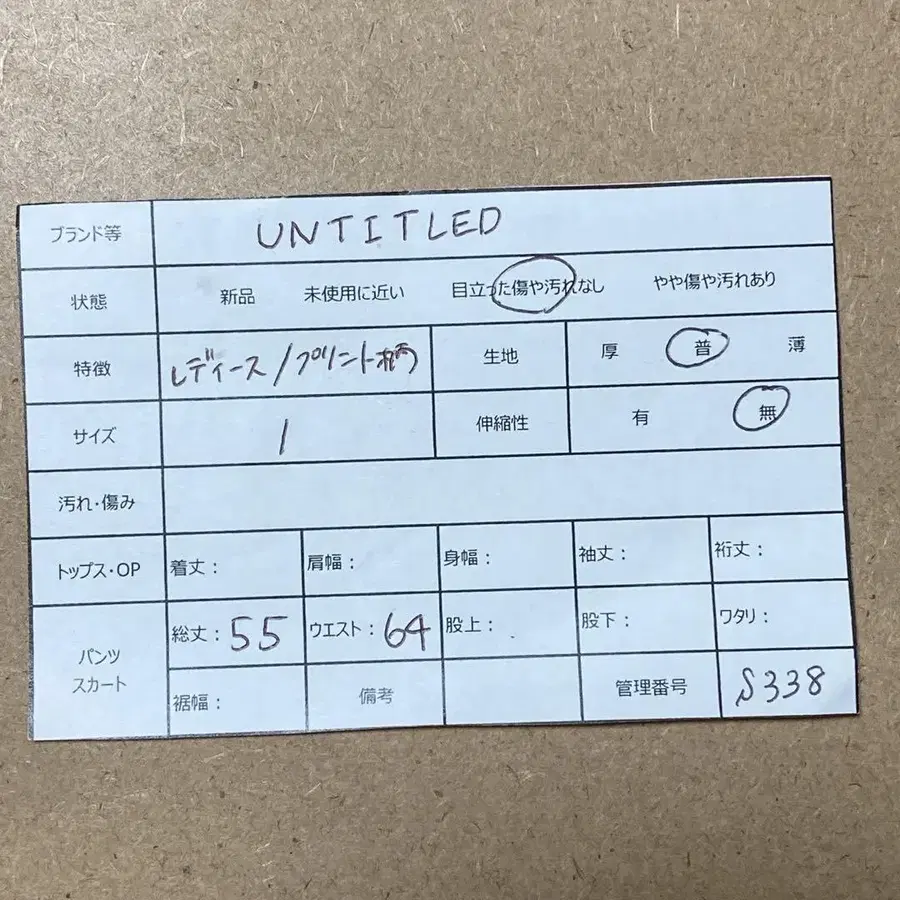 ブランド等 UNTITLED
状態 新品 未使用に近い 目立った傷や汚れなし やや傷や汚れあり
特徴 レディース/プリント柄 生地 厚 普 薄
サイズ 1 伸縮性 有 無
汚れ・傷み
トップス・OP 着丈: 肩幅: 身幅: 袖丈: 裄丈:
パンツ
スカート
総丈:55 ウエスト:64 股上: 股下: ワタリ:
裾幅: 備考 管理番号 S338